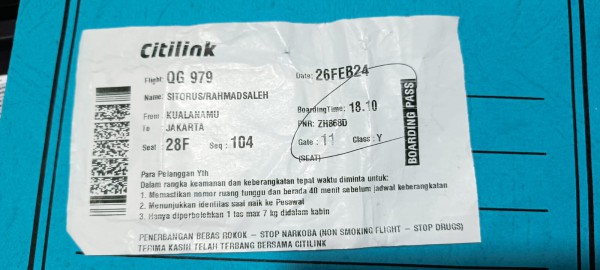 Citilink
Flight QG 979 Date: 26FEB24
Name: SITORUS/RAHMADSALEH
From KUALANAMU Boarding Time: 18.10
To JAKARTA PNR: ZH868D
Seat 28F Seq: 104 Gate: 11 Class: Y
(SEAT)
BOARDING PASS
Para Pelanggan Yth
Dalam rangka keamanan dan keberangkatan tepat waktu diminta untuk:
1. Memastikan nomor ruang tunggu dan berada 40 menit sebelum jadwal keberangkatan
2. Menunjukkan identitas saat naik ke Pesawat
3. Hanya diperbolehkan 1 tas max 7 kg didalam kabin
PENERBANGAN BEBAS ROKOK - STOP NARKOBA (NON SMOKING FLIGHT - STOP DRUGS)
TERIMA KASIH TELAH TERBANG BERSAMA CITILINK